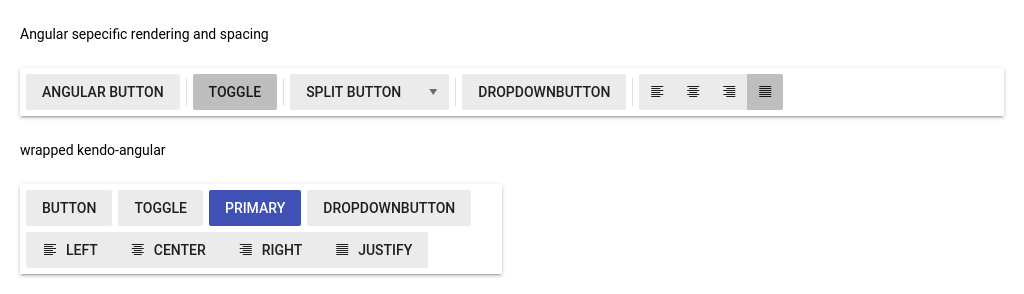 Angular sepecific rendering and spacing
ANGULAR BUTTON TOGGLE SPLIT BUTTON DROPDOWNBUTTON
wrapped kendo-angular
BUTTON TOGGLE PRIMARY DROPDOWNBUTTON
LEFT CENTER RIGHT JUSTIFY